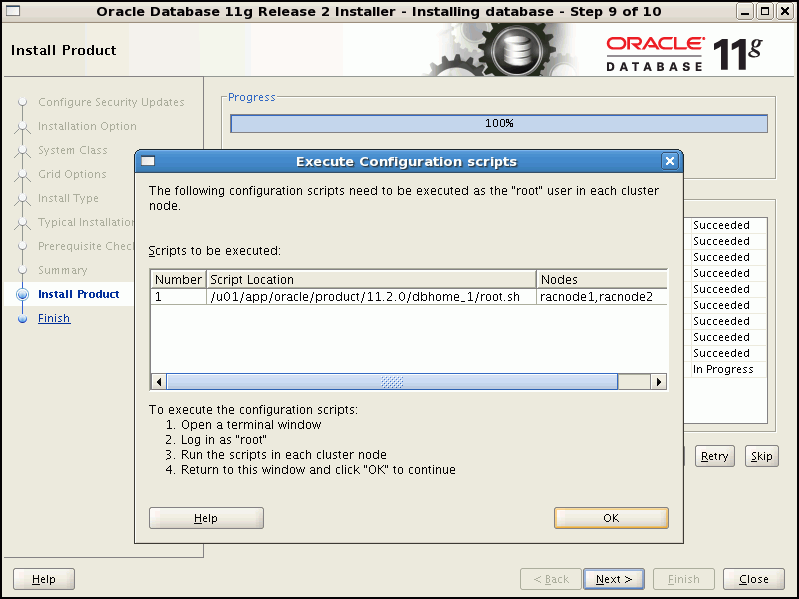 Oracle Database 11g Release 2 Installer - Installing database - Step 9 of 10
Install Product
ORACLE
DATABASE
11g
Configure Security Updates
Installation Option
System Class
Grid Options
Install Type
Typical Installation
Prerequisite Chec
Summary
Install Product
Finish
Progress
100%
Succeeded
Succeeded
Succeeded
Succeeded
Succeeded
Succeeded
Succeeded
Succeeded
Succeeded
In Progress
Retry
Skip
Execute Configuration scripts
The following configuration scripts need to be executed as the "root" user in each cluster
node.
Scripts to be executed:
Number Script Location Nodes
1 /u01/app/oracle/product/11.2.0/dbhome_1/root.sh racnode1,racnode2
To execute the configuration scripts:
1. Open a terminal window
2. Log in as "root"
3. Run the scripts in each cluster node
4. Return to this window and click "OK" to continue
Help
OK
Help
< Back
Next >
Finish
Close